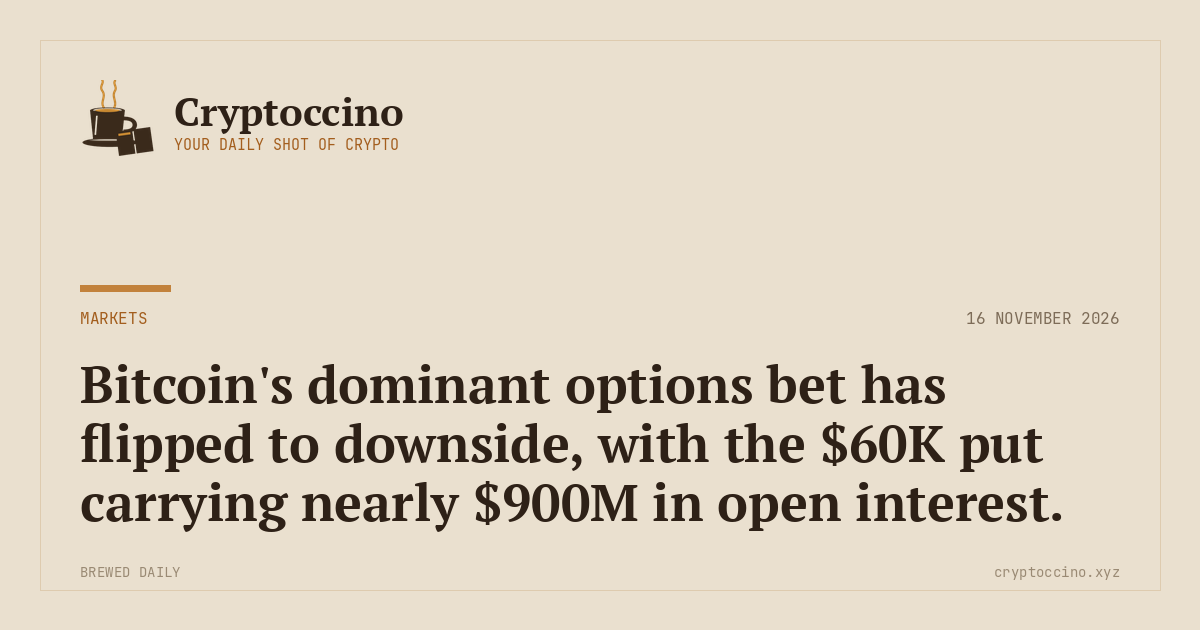 Cryptoccino
YOUR DAILY SHOT OF CRYPTO
MARKETS
16 NOVEMBER 2026
Bitcoin's dominant options bet has
flipped to downside, with the $60K put
carrying nearly $900M in open interest.
BREWED DAILY
cryptoccino.xyz